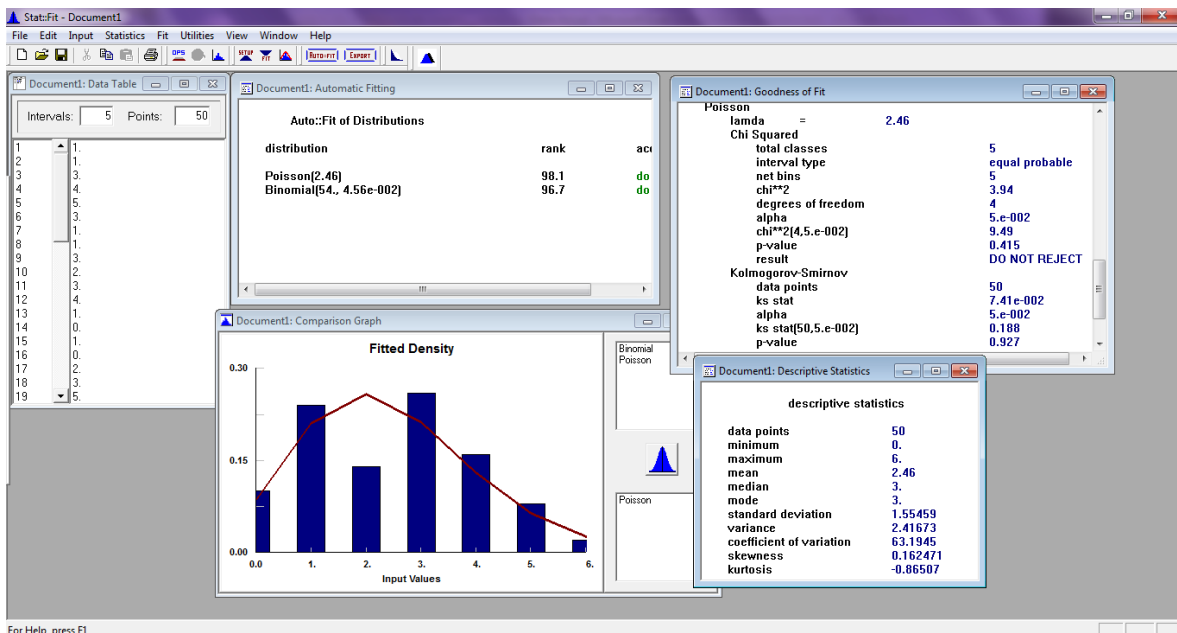 Stat::Fit - Document1
File Edit Input Statistics Fit Utilities View Window Help
DPS SETUP FIT AUTO::FIT EXPORT
Document1: Data Table
Intervals: 5 Points: 50
1 1.
2 1.
3 3.
4 4.
5 5.
6 3.
7 1.
8 1.
9 3.
10 2.
11 3.
12 4.
13 1.
14 0.
15 1.
16 0.
17 2.
18 3.
19 5.
Document1: Automatic Fitting
Auto::Fit of Distributions
distribution rank
Poisson(2.46) 98.1 do
Binomial(54., 4.56e-002) 96.7 do
Document1: Goodness of Fit
Poisson
lamda = 2.46
Chi Squared
total classes 5
interval type equal probable
net bins 5
chi**2 3.94
degrees of freedom 4
alpha 5.e-002
chi**2(4,5.e-002) 9.49
p-value 0.415
result DO NOT REJECT
Kolmogorov-Smirnov
data points 50
ks stat 7.41e-002
alpha 5.e-002
ks stat(50,5.e-002) 0.188
p-value 0.927
Document1: Comparison Graph
Fitted Density
0.30
0.15
0.00
0.0 1. 2. 3. 4. 5. 6.
Input Values
Binomial
Poisson
Poisson
Document1: Descriptive Statistics
descriptive statistics
data points 50
minimum 0.
maximum 6.
mean 2.46
median 3.
mode 3.
standard deviation 1.55459
variance 2.41673
coefficient of variation 63.1945
skewness 0.162471
kurtosis -0.86507
For Help, press F1